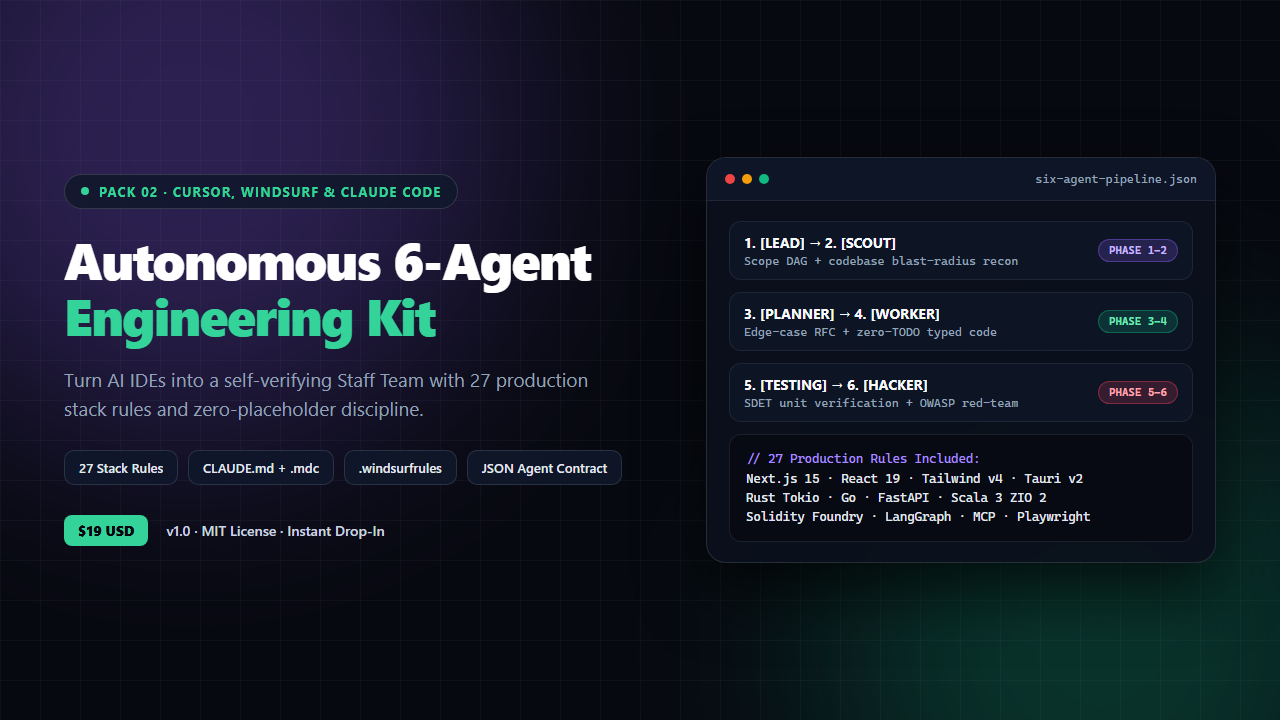 PACK 02 · CURSOR, WINDSURF & CLAUDE CODE
Autonomous 6-Agent
Engineering Kit
Turn AI IDEs into a self-verifying Staff Team with 27 production
stack rules and zero-placeholder discipline.
27 Stack Rules
CLAUDE.md + .mdc
.windsurfrules
JSON Agent Contract
$19 USD
v1.0 · MIT License · Instant Drop-In
six-agent-pipeline.json
1. [LEAD] → 2. [SCOUT]
Scope DAG + codebase blast-radius recon
PHASE 1–2
3. [PLANNER] → 4. [WORKER]
Edge-case RFC + zero-TODO typed code
PHASE 3–4
5. [TESTING] → 6. [HACKER]
SDET unit verification + OWASP red-team
PHASE 5–6
// 27 Production Rules Included:
Next.js 15 · React 19 · Tailwind v4 · Tauri v2
Rust Tokio · Go · FastAPI · Scala 3 ZIO 2
Solidity Foundry · LangGraph · MCP · Playwright